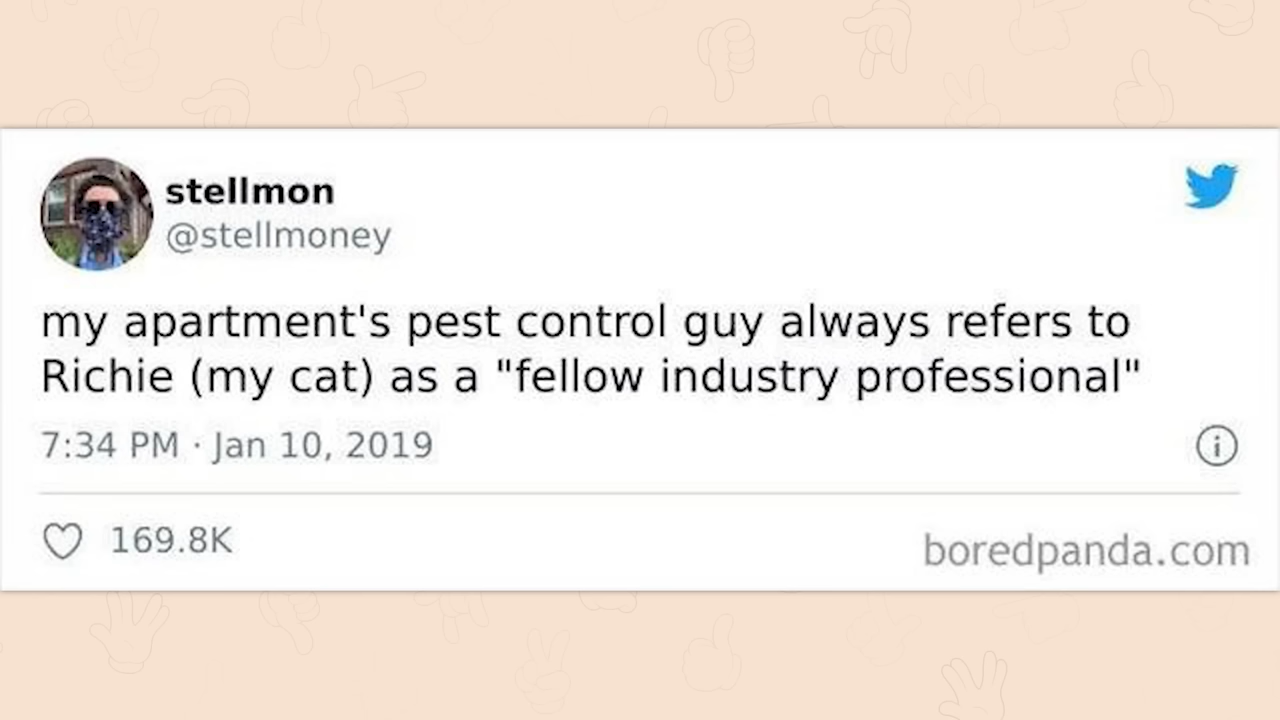 stellmon
@stellmoney
my apartment's pest control guy always refers to
Richie (my cat) as a "fellow industry professional"
7:34 PM · Jan 10, 2019
169.8K
boredpanda.com